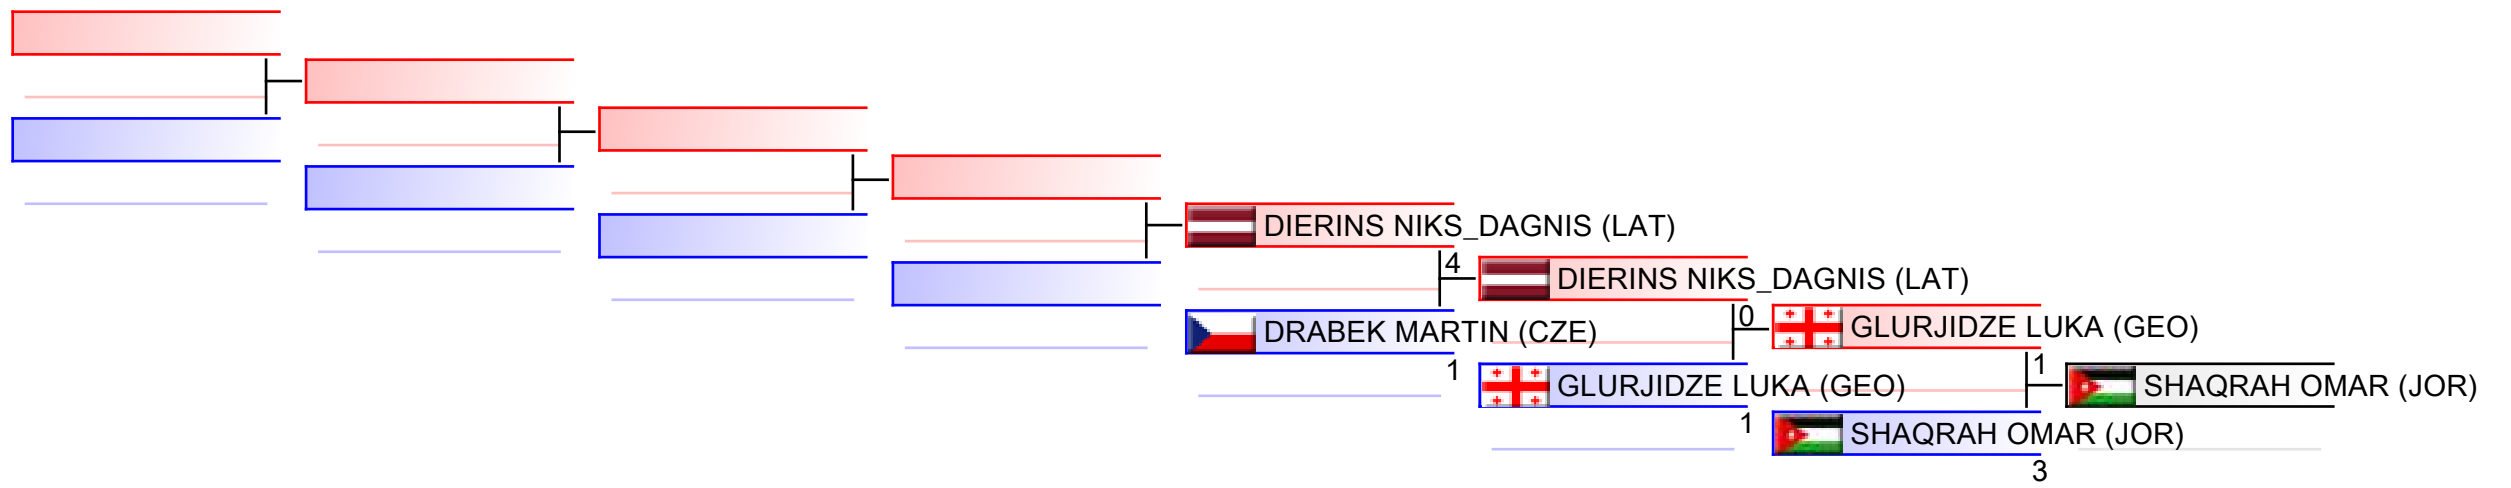 DIERINS NIKS_DAGNIS (LAT)
4
DRABEK MARTIN (CZE)
1
DIERINS NIKS_DAGNIS (LAT)
0
GLURJIDZE LUKA (GEO)
1
GLURJIDZE LUKA (GEO)
1
SHAQRAH OMAR (JOR)
3
SHAQRAH OMAR (JOR)